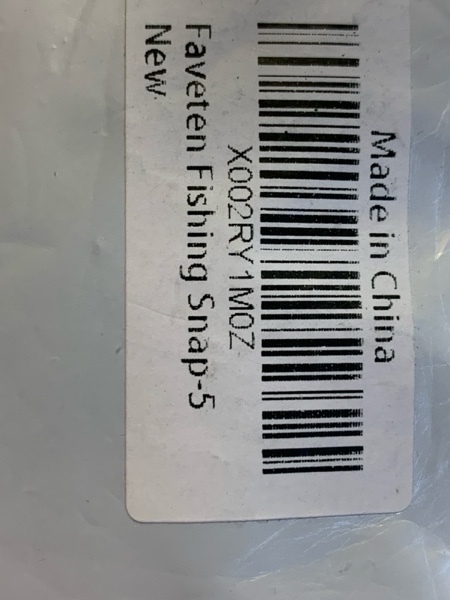 Made in China
X002RY1M0Z
Faveten Fishing Snap-5
New